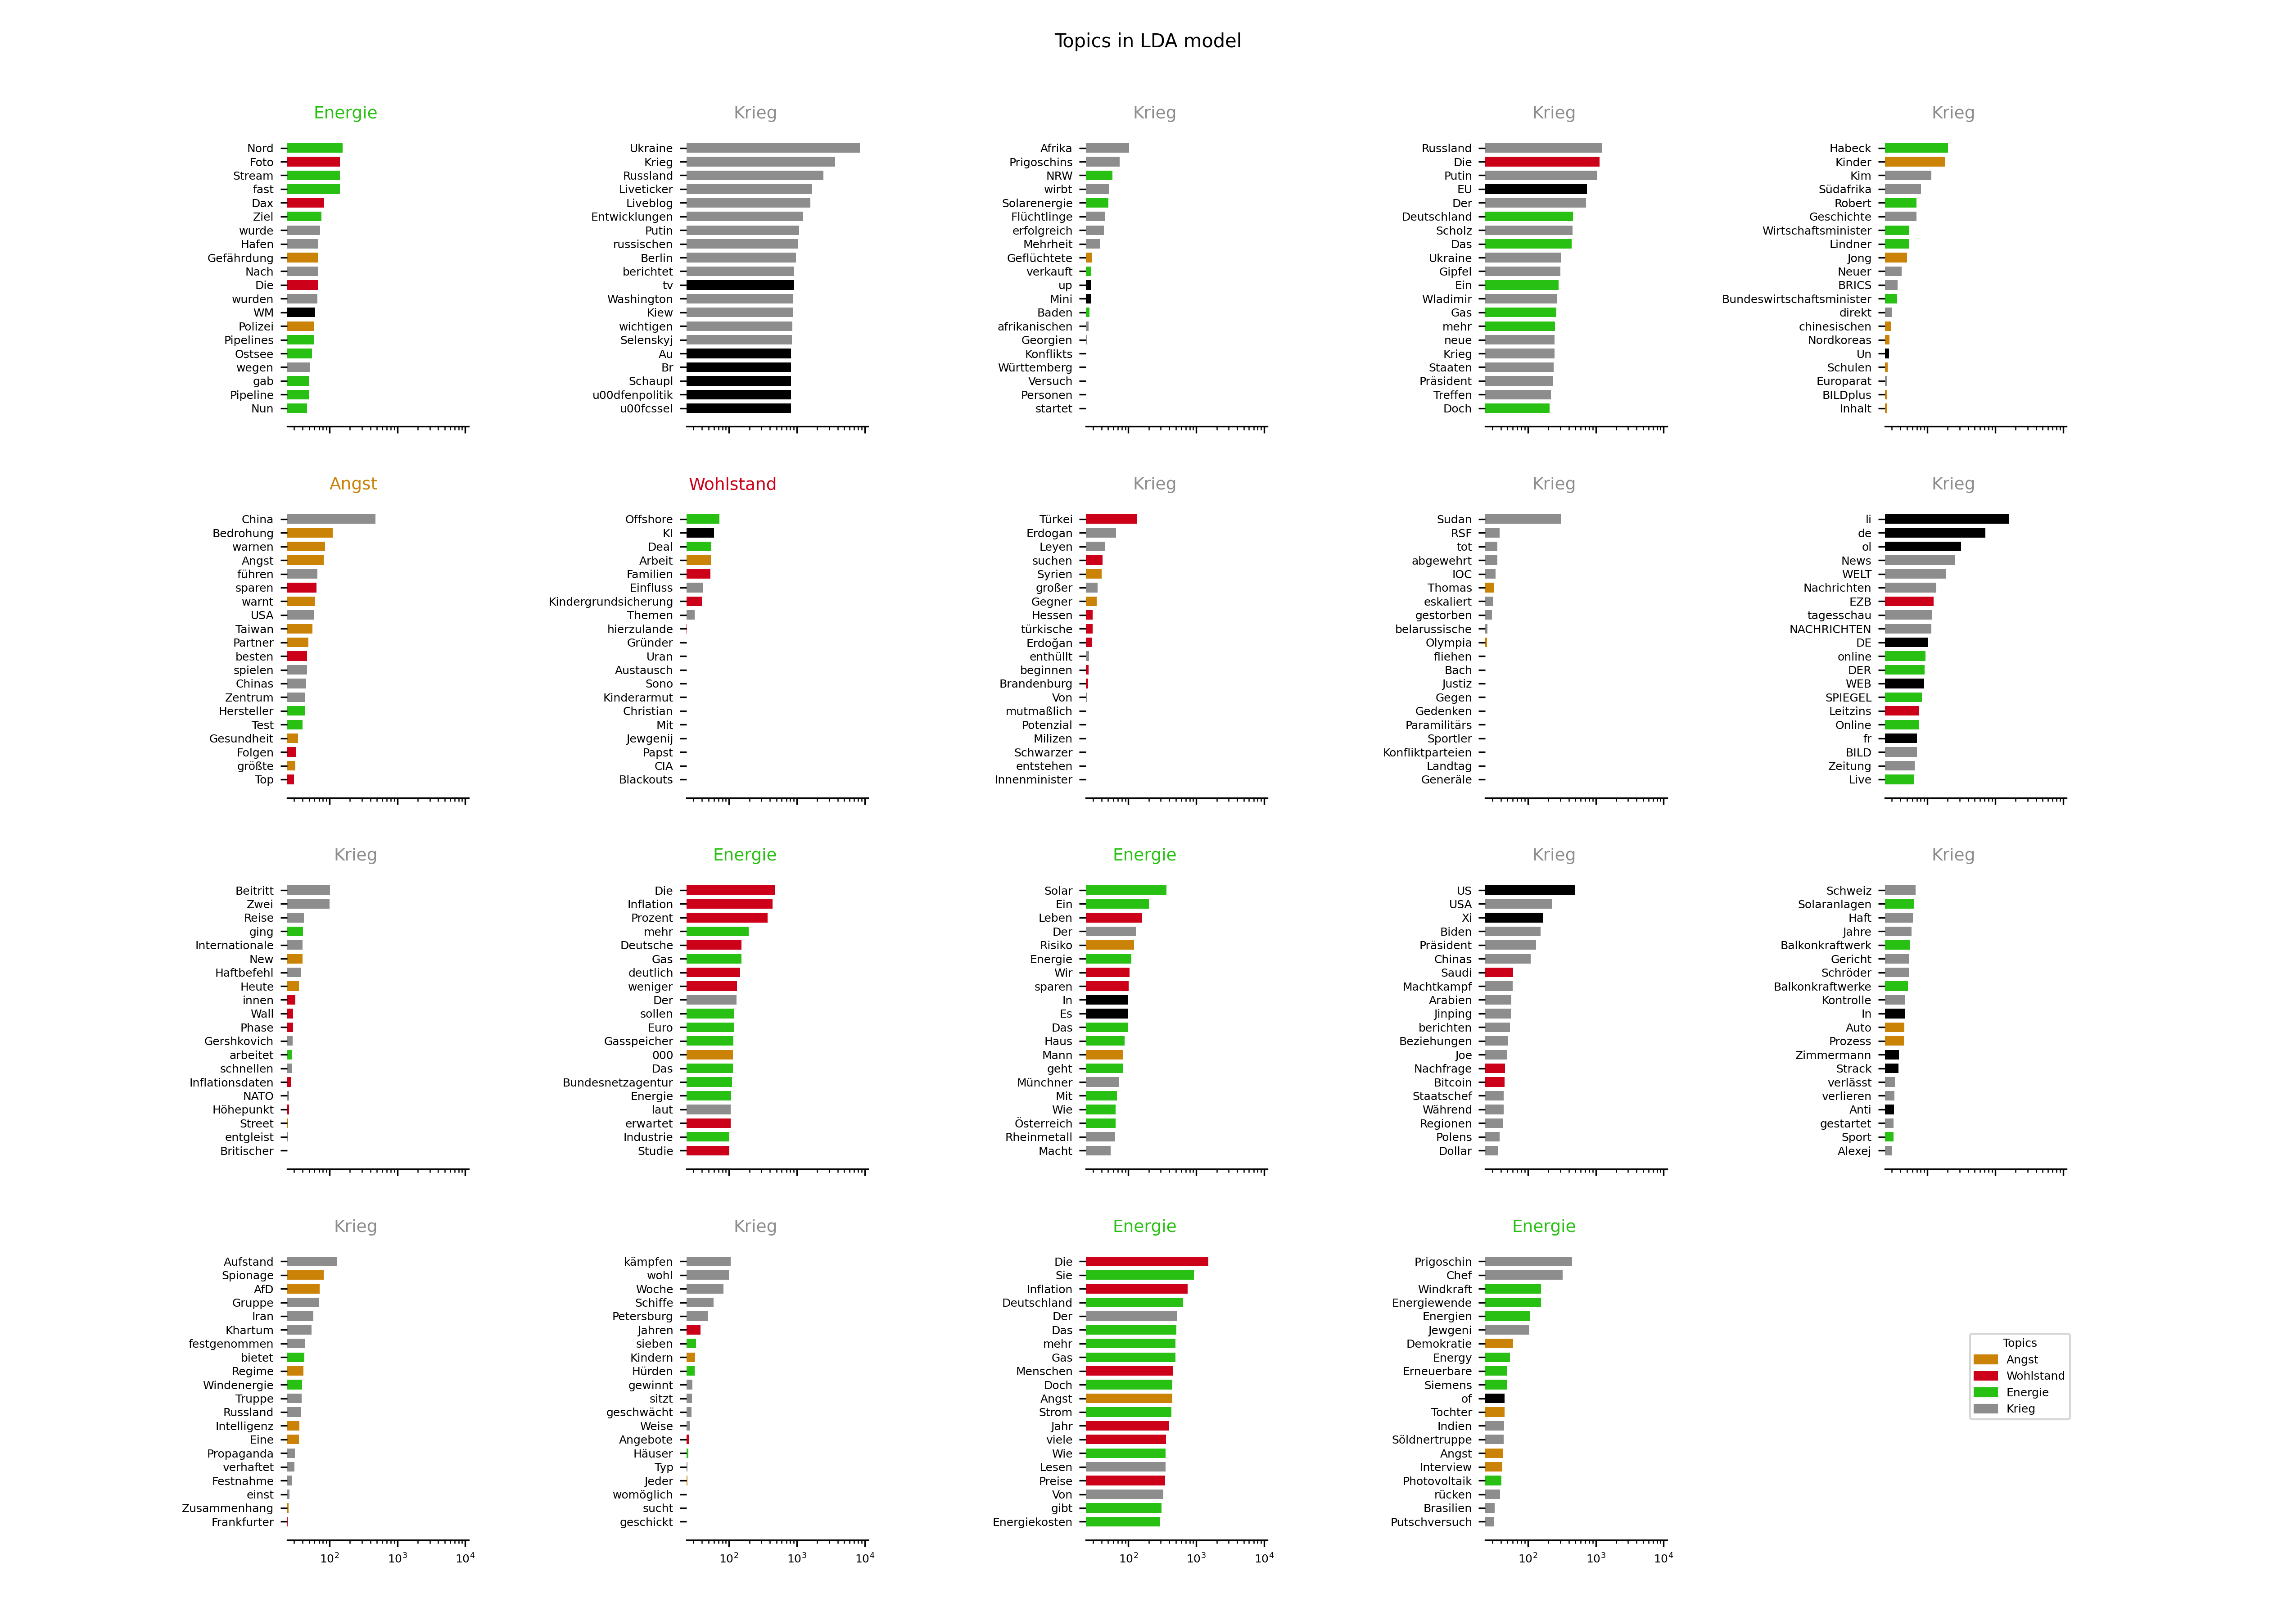 Topics in LDA model
Energie
Nord
Foto
Stream
fast
Dax
Ziel
wurde
Hafen
Gefährdung
Nach
Die
wurden
WM
Polizei
Pipelines
Ostsee
wegen
gab
Pipeline
Nun
Krieg
Ukraine
Krieg
Russland
Liveticker
Liveblog
Entwicklungen
Putin
russischen
Berlin
berichtet
tv
Washington
Kiew
wichtigen
Selenskyj
Au
Br
Schaupl
u00dfenpolitik
u00fcssel
Krieg
Afrika
Prigoschins
NRW
wirbt
Solarenergie
Flüchtlinge
erfolgreich
Mehrheit
Geflüchtete
verkauft
up
Mini
Baden
afrikanischen
Georgien
Konflikts
Württemberg
Versuch
Personen
startet
Krieg
Russland
Die
Putin
EU
Der
Deutschland
Scholz
Das
Ukraine
Gipfel
Ein
Wladimir
Gas
mehr
neue
Krieg
Staaten
Präsident
Treffen
Doch
Krieg
Habeck
Kinder
Kim
Südafrika
Robert
Geschichte
Wirtschaftsminister
Lindner
Jong
Neuer
BRICS
Bundeswirtschaftsminister
direkt
chinesischen
Nordkoreas
Un
Schulen
Europarat
BILDplus
Inhalt
Angst
China
Bedrohung
warnen
Angst
führen
sparen
warnt
USA
Taiwan
Partner
besten
spielen
Chinas
Zentrum
Hersteller
Test
Gesundheit
Folgen
größte
Top
Wohlstand
Offshore
KI
Deal
Arbeit
Familien
Einfluss
Kindergrundsicherung
Themen
hierzulande
Gründer
Uran
Austausch
Sono
Kinderarmut
Christian
Mit
Jewgenij
Papst
CIA
Blackouts
Krieg
Türkei
Erdogan
Leyen
suchen
Syrien
großer
Gegner
Hessen
türkische
Erdoğan
enthüllt
beginnen
Brandenburg
Von
mutmaßlich
Potenzial
Milizen
Schwarzer
entstehen
Innenminister
Krieg
Sudan
RSF
tot
abgewehrt
IOC
Thomas
eskaliert
gestorben
belarussische
Olympia
fliehen
Bach
Justiz
Gegen
Gedenken
Paramilitärs
Sportler
Konfliktparteien
Landtag
Generäle
Krieg
li
de
ol
News
WELT
Nachrichten
EZB
tagesschau
NACHRICHTEN
DE
online
DER
WEB
SPIEGEL
Leitzins
Online
fr
BILD
Zeitung
Live
Krieg
Beitritt
Zwei
Reise
ging
Internationale
New
Haftbefehl
Heute
innen
Wall
Phase
Gershkovich
arbeitet
schnellen
Inflationsdaten
NATO
Höhepunkt
Street
entgleist
Britischer
Energie
Die
Inflation
Prozent
mehr
Deutsche
Gas
deutlich
weniger
Der
sollen
Euro
Gasspeicher
000
Das
Bundesnetzagentur
Energie
laut
erwartet
Industrie
Studie
Energie
Solar
Ein
Leben
Der
Risiko
Energie
Wir
sparen
In
Es
Das
Haus
Mann
geht
Münchner
Mit
Wie
Österreich
Rheinmetall
Macht
Krieg
US
USA
Xi
Biden
Präsident
Chinas
Saudi
Machtkampf
Arabien
Jinping
berichten
Beziehungen
Joe
Nachfrage
Bitcoin
Staatschef
Während
Regionen
Polens
Dollar
Krieg
Schweiz
Solaranlagen
Haft
Jahre
Balkonkraftwerk
Gericht
Schröder
Balkonkraftwerke
Kontrolle
In
Auto
Prozess
Zimmermann
Strack
verlässt
verlieren
Anti
gestartet
Sport
Alexej
Krieg
Aufstand
Spionage
AfD
Gruppe
Iran
Khartum
festgenommen
bietet
Regime
Windenergie
Truppe
Russland
Intelligenz
Eine
Propaganda
verhaftet
Festnahme
einst
Zusammenhang
Frankfurter
10² 10³ 10⁴
Krieg
kämpfen
wohl
Woche
Schiffe
Petersburg
Jahren
sieben
Kindern
Hürden
gewinnt
sitzt
geschwächt
Weise
Angebote
Häuser
Typ
Jeder
womöglich
sucht
geschickt
10² 10³ 10⁴
Energie
Die
Sie
Inflation
Deutschland
Der
Das
mehr
Gas
Menschen
Doch
Angst
Strom
Jahr
viele
Wie
Lesen
Preise
Von
gibt
Energiekosten
10² 10³ 10⁴
Energie
Prigoschin
Chef
Windkraft
Energiewende
Energien
Jewgeni
Demokratie
Energy
Erneuerbare
Siemens
of
Tochter
Indien
Söldnertruppe
Angst
Interview
Photovoltaik
rücken
Brasilien
Putschversuch
10² 10³ 10⁴
Topics
Angst
Wohlstand
Energie
Krieg